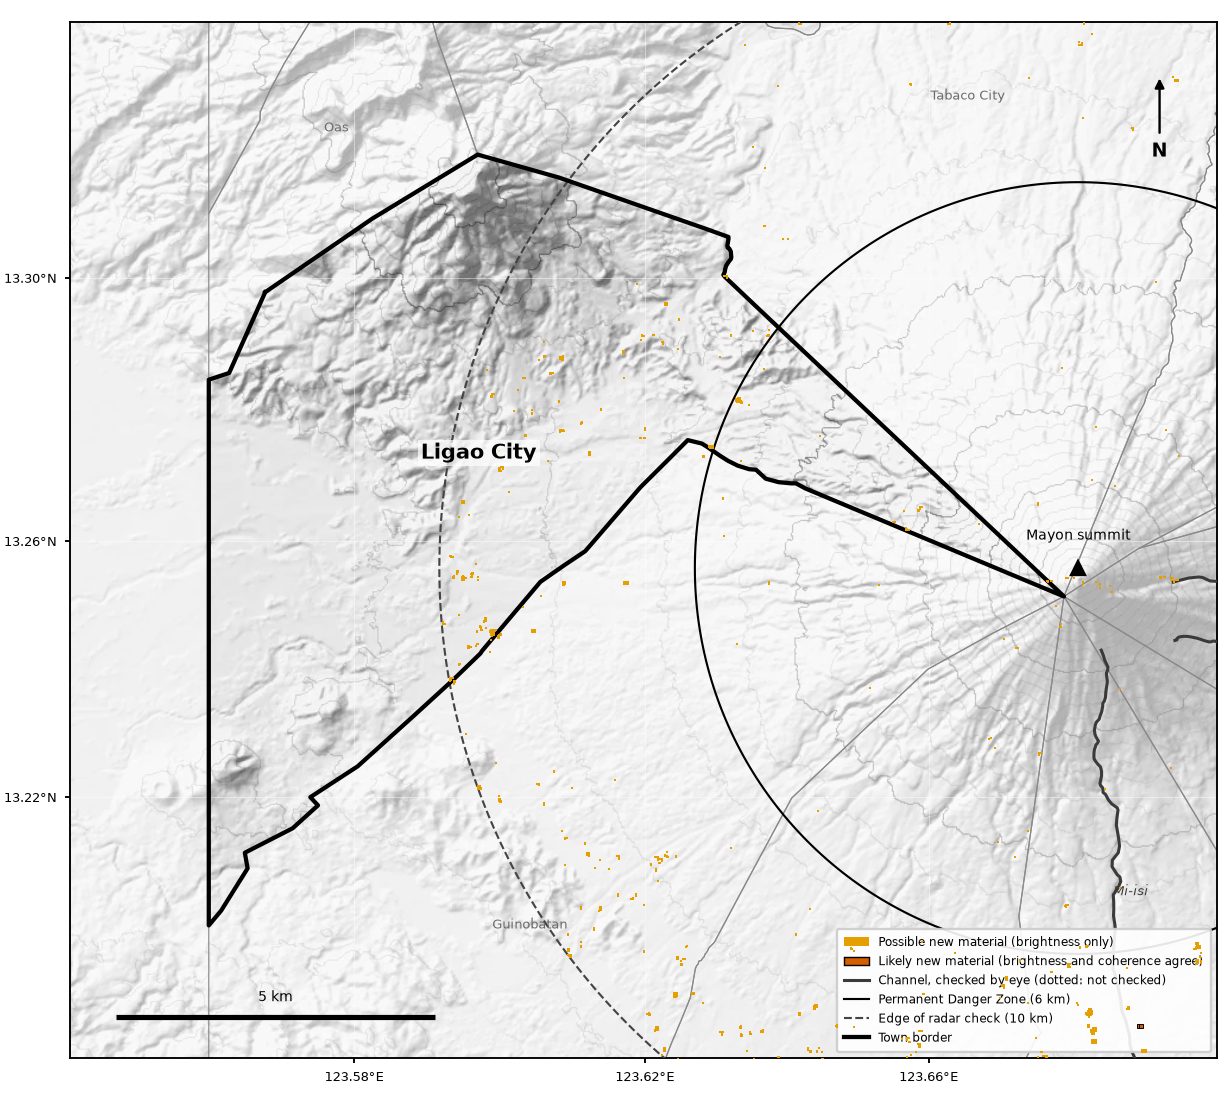 Tabaco City
Oas
N
13.30°N
Ligao City
13.26°N
Mayon summit
13.22°N
Mi-isi
Guinobatan
5 km
Possible new material (brightness only)
Likely new material (brightness and coherence agree)
Channel, checked by eye (dotted: not checked)
Permanent Danger Zone (6 km)
Edge of radar check (10 km)
Town border
123.58°E
123.62°E
123.66°E